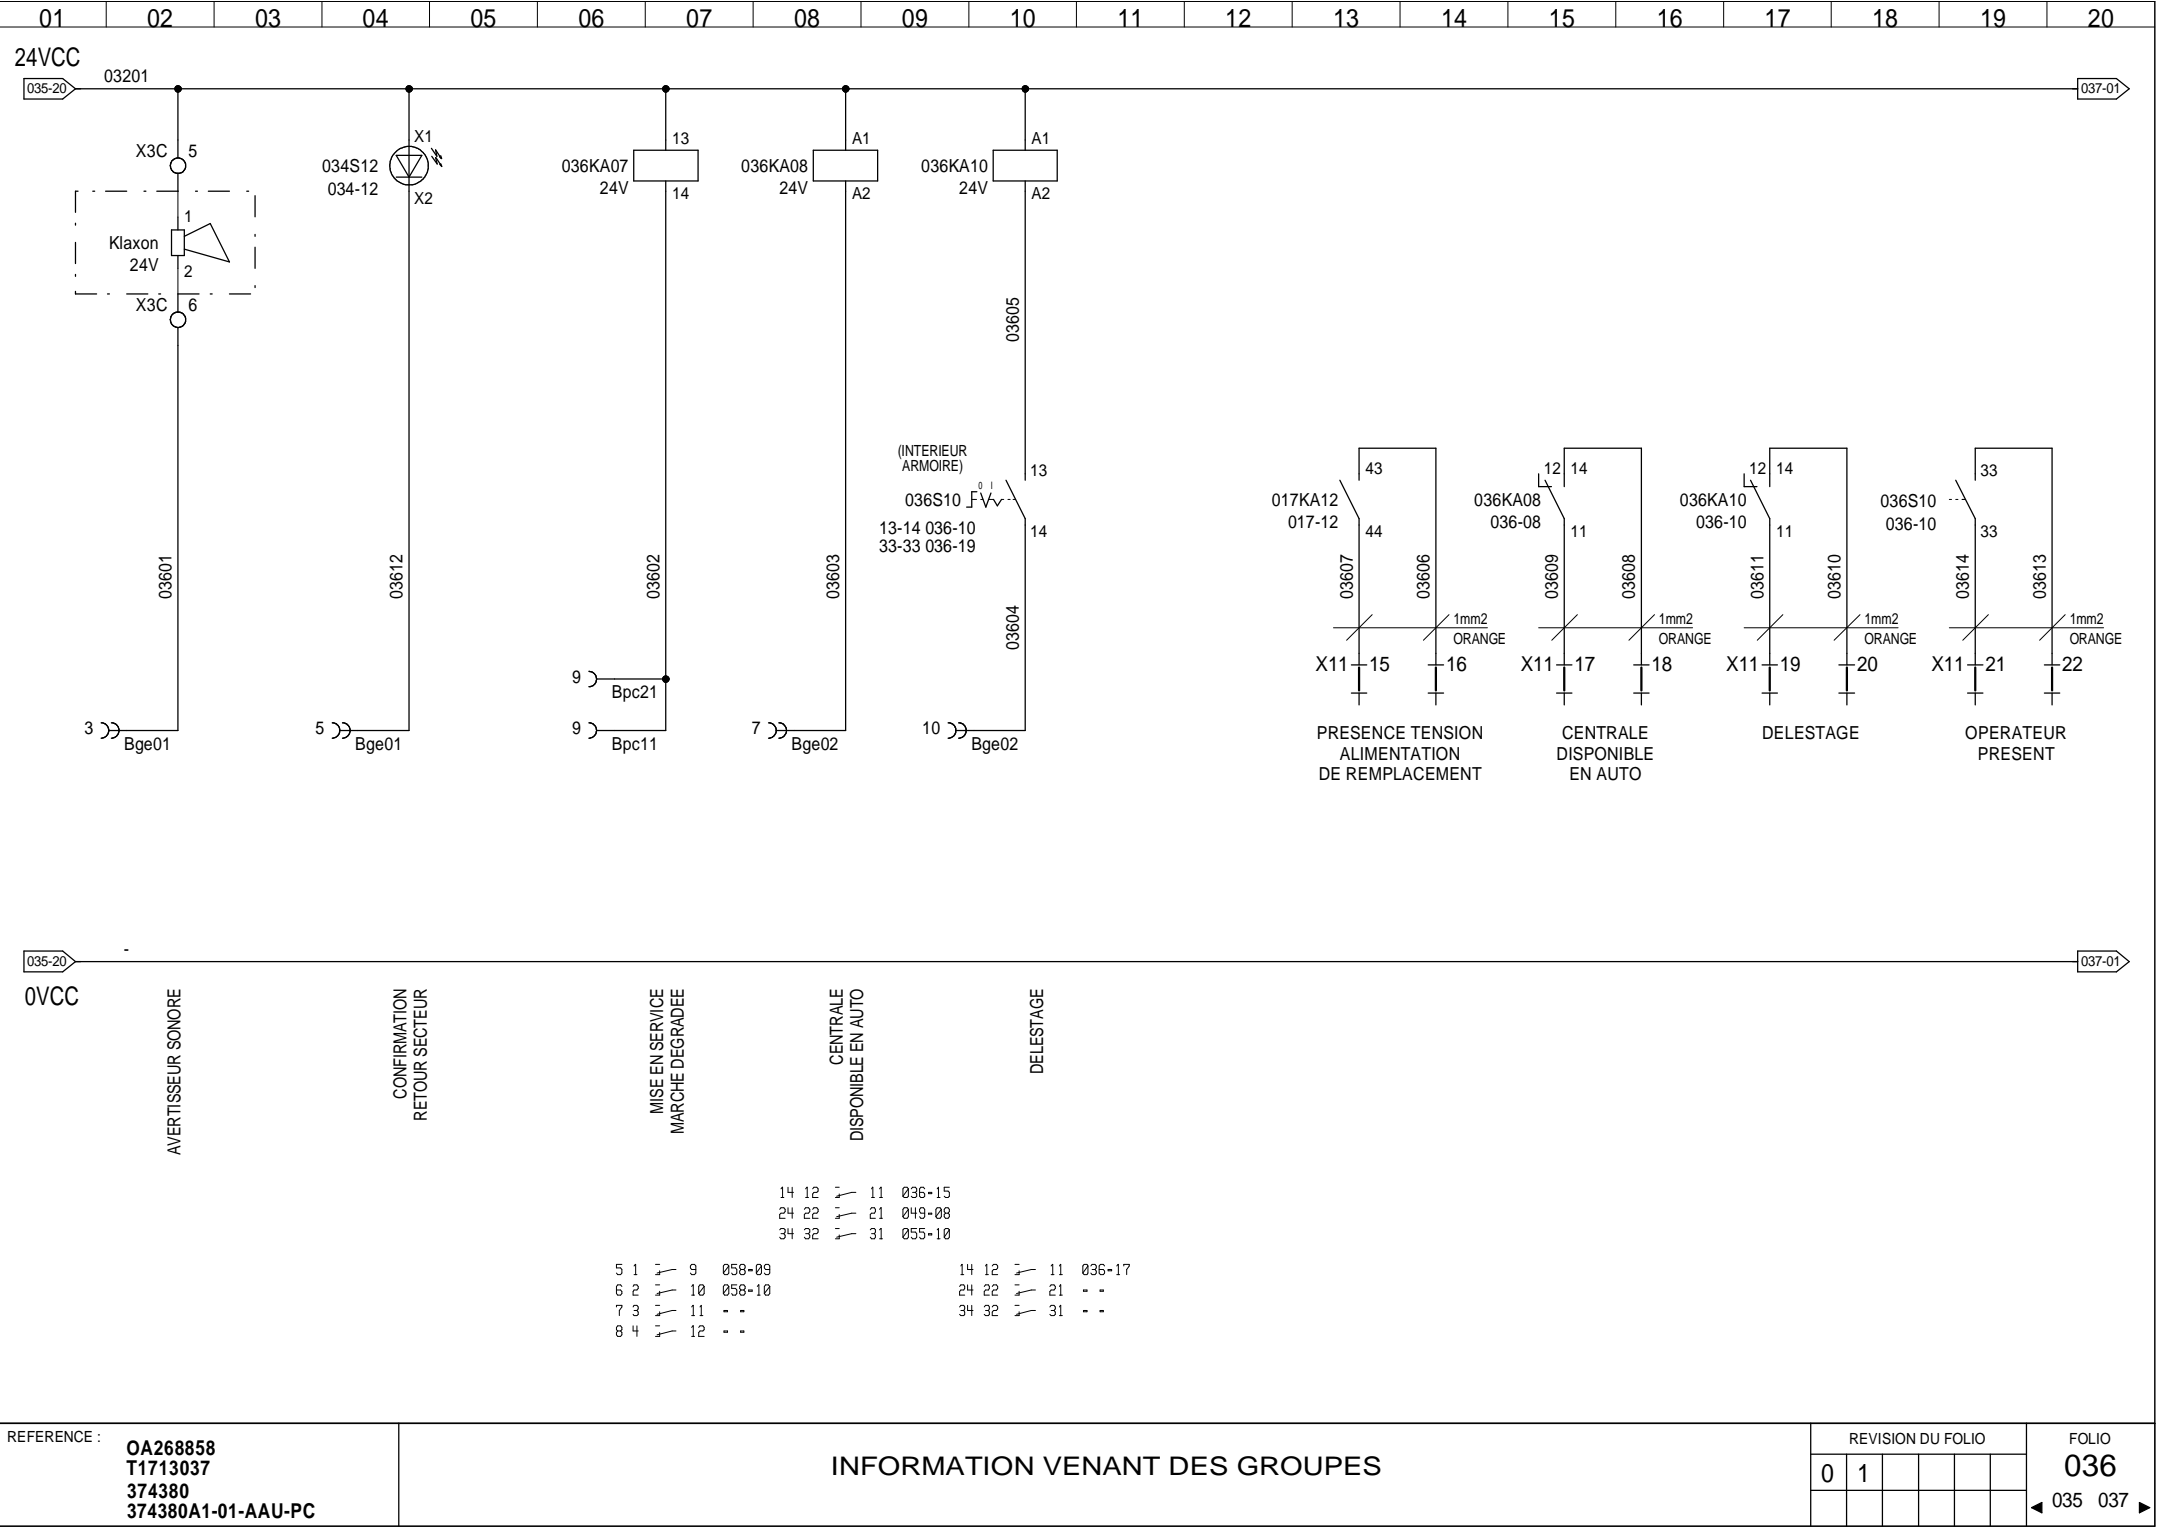 01 02 03 04 05 06 07 08 09 10 11 12 13 14 15 16 17 18 19 20
24VCC
035-20
03201
037-01
X3C 5
1
Klaxon
24V
2
X3C 6
03601
3
Bge01
X1
034S12
034-12
X2
03612
5
Bge01
13
036KA07
24V
14
03602
9
Bpc21
9
Bpc11
A1
036KA08
24V
A2
03603
7
Bge02
A1
036KA10
24V
A2
03605
(INTERIEUR
ARMOIRE)
13
0 1
036S10
13-14 036-10
14
33-33 036-19
03604
10
Bge02
43
017KA12
017-12
44
03607
03606
1mm2
ORANGE
X11 15
16
PRESENCE TENSION
ALIMENTATION
DE REMPLACEMENT
12 14
036KA08
036-08
11
03609
03608
1mm2
ORANGE
X11 17
18
CENTRALE
DISPONIBLE
EN AUTO
12 14
036KA10
036-10
11
03611
03610
1mm2
ORANGE
X11 19
20
DELESTAGE
33
036S10
036-10
33
03614
03613
1mm2
ORANGE
X11 21
22
OPERATEUR
PRESENT
035-20
-
037-01
0VCC
AVERTISSEUR SONORE
CONFIRMATION
RETOUR SECTEUR
MISE EN SERVICE
MARCHE DEGRADEE
CENTRALE
DISPONIBLE EN AUTO
DELESTAGE
14 12 11 036-15
24 22 21 049-08
34 32 31 055-10
5 1 9 058-09
6 2 10 058-10
7 3 11 - -
8 4 12 - -
14 12 11 036-17
24 22 21 - -
34 32 31 - -
REFERENCE :
OA268858
T1713037
374380
374380A1-01-AAU-PC
INFORMATION VENANT DES GROUPES
REVISION DU FOLIO
0 1
FOLIO
036
035 037